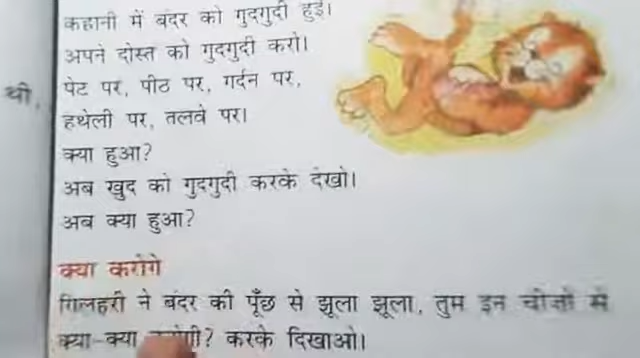 कहानी में बंदर को गुदगुदी हुई।
अपने दोस्त को गुदगुदी करो।
पेट पर, पीठ पर, गर्दन पर,
हथेली पर, तलवे पर।
क्या हुआ?
अब खुद को गुदगुदी करके देखो।
अब क्या हुआ?
क्या करोगे
गिलहरी ने बंदर की पूँछ से झूला झूला, तुम इन चीज़ों से
क्या-क्या करके दिखाओ।
थी,